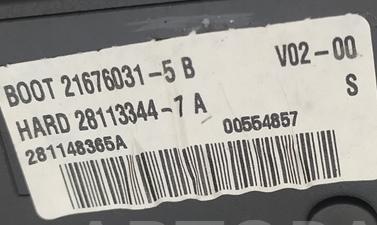 BOOT 21676031-5 B V02-00
HARD 28113344-7 A S
281148365A 00554857